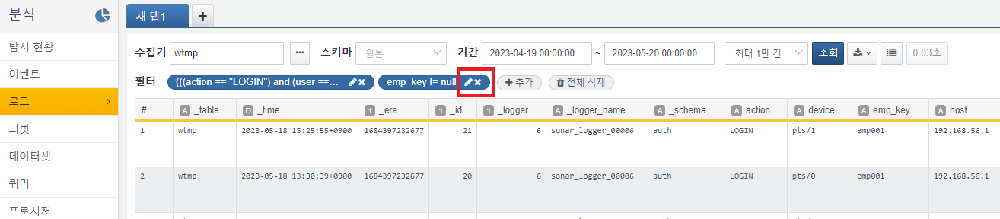 분석
새 탭1
탐지 현황
이벤트
로그
피벗
데이터셋
쿼리
프로시저
수집기 wtmp ••• 스키마 원본 기간 2023-04-19 00:00:00 ~ 2023-05-20 00:00:00 최대 1만 건 조회 0.03초
필터 (((action == "LOGIN") and (user ==... emp_key != null 추가 전체 삭제
# A _table D _time 1 _era 1 _id 1 _logger A _logger_name A _schema A action A device A emp_key A host
1 wtmp 2023-05-18 15:25:55+0900 1684397232677 21 6 sonar_logger_00006 auth LOGIN pts/1 emp001 192.168.56.1
2 wtmp 2023-05-18 13:30:39+0900 1684397232677 20 6 sonar_logger_00006 auth LOGIN pts/0 emp001 192.168.56.1